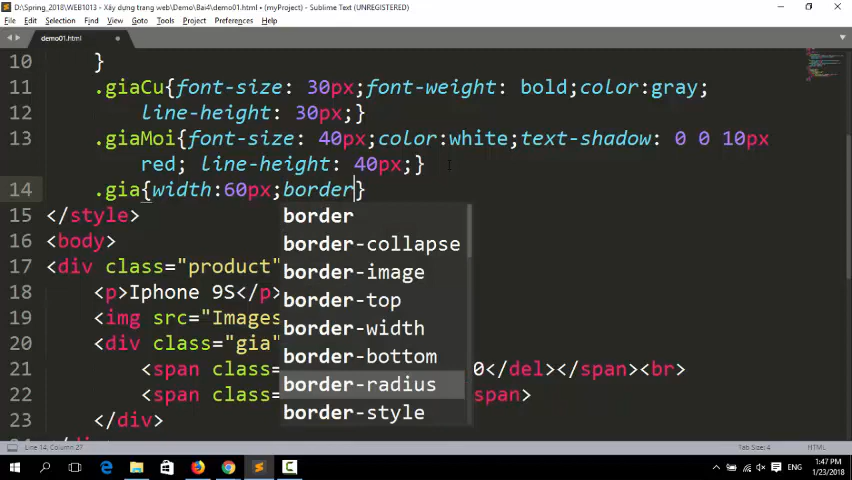 D:\Spring_2018\WEB1013 - Xây dựng trang web\Demo\Bai4\demo01.html • (myProject) - Sublime Text (UNREGISTERED)
File Edit Selection Find View Goto Tools Project Preferences Help
demo01.html
10 }
11 .giaCu{font-size: 30px;font-weight: bold;color:gray;
12 line-height: 30px;}
13 .giaMoi{font-size: 40px;color:white;text-shadow: 0 0 10px
red; line-height: 40px;}
14 .gia{width:60px;border}
border
border-collapse
border-image
border-top
border-width
border-bottom
border-radius
border-style
15 </style>
16 <body>
17 <div class="product"
18 <p>Iphone 9S</p>
19 <img src="Images
20 <div class="gia"
21 <span class= 0</del></span><br>
22 <span class= span>
23 </div>
Line 14, Column 27
Tab Size: 4
HTML
ENG
1:47 PM
1/23/2018